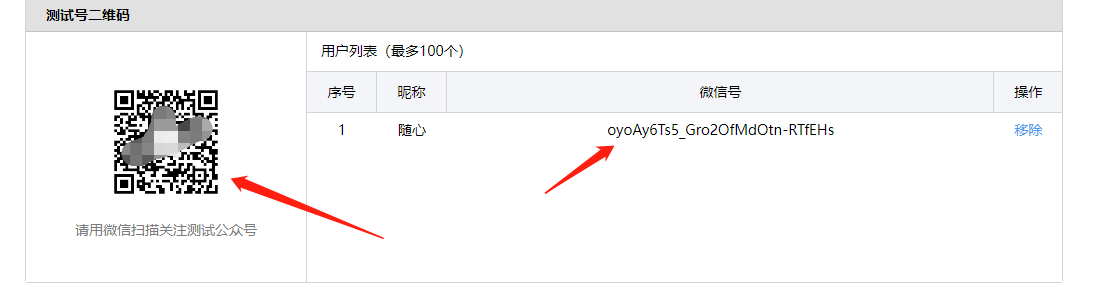 测试号二维码
用户列表（最多100个）
序号 昵称 微信号 操作
1 随心 oyoAy6Ts5_Gro2OfMdOtn-RTfEHs 移除
请用微信扫描关注测试公众号